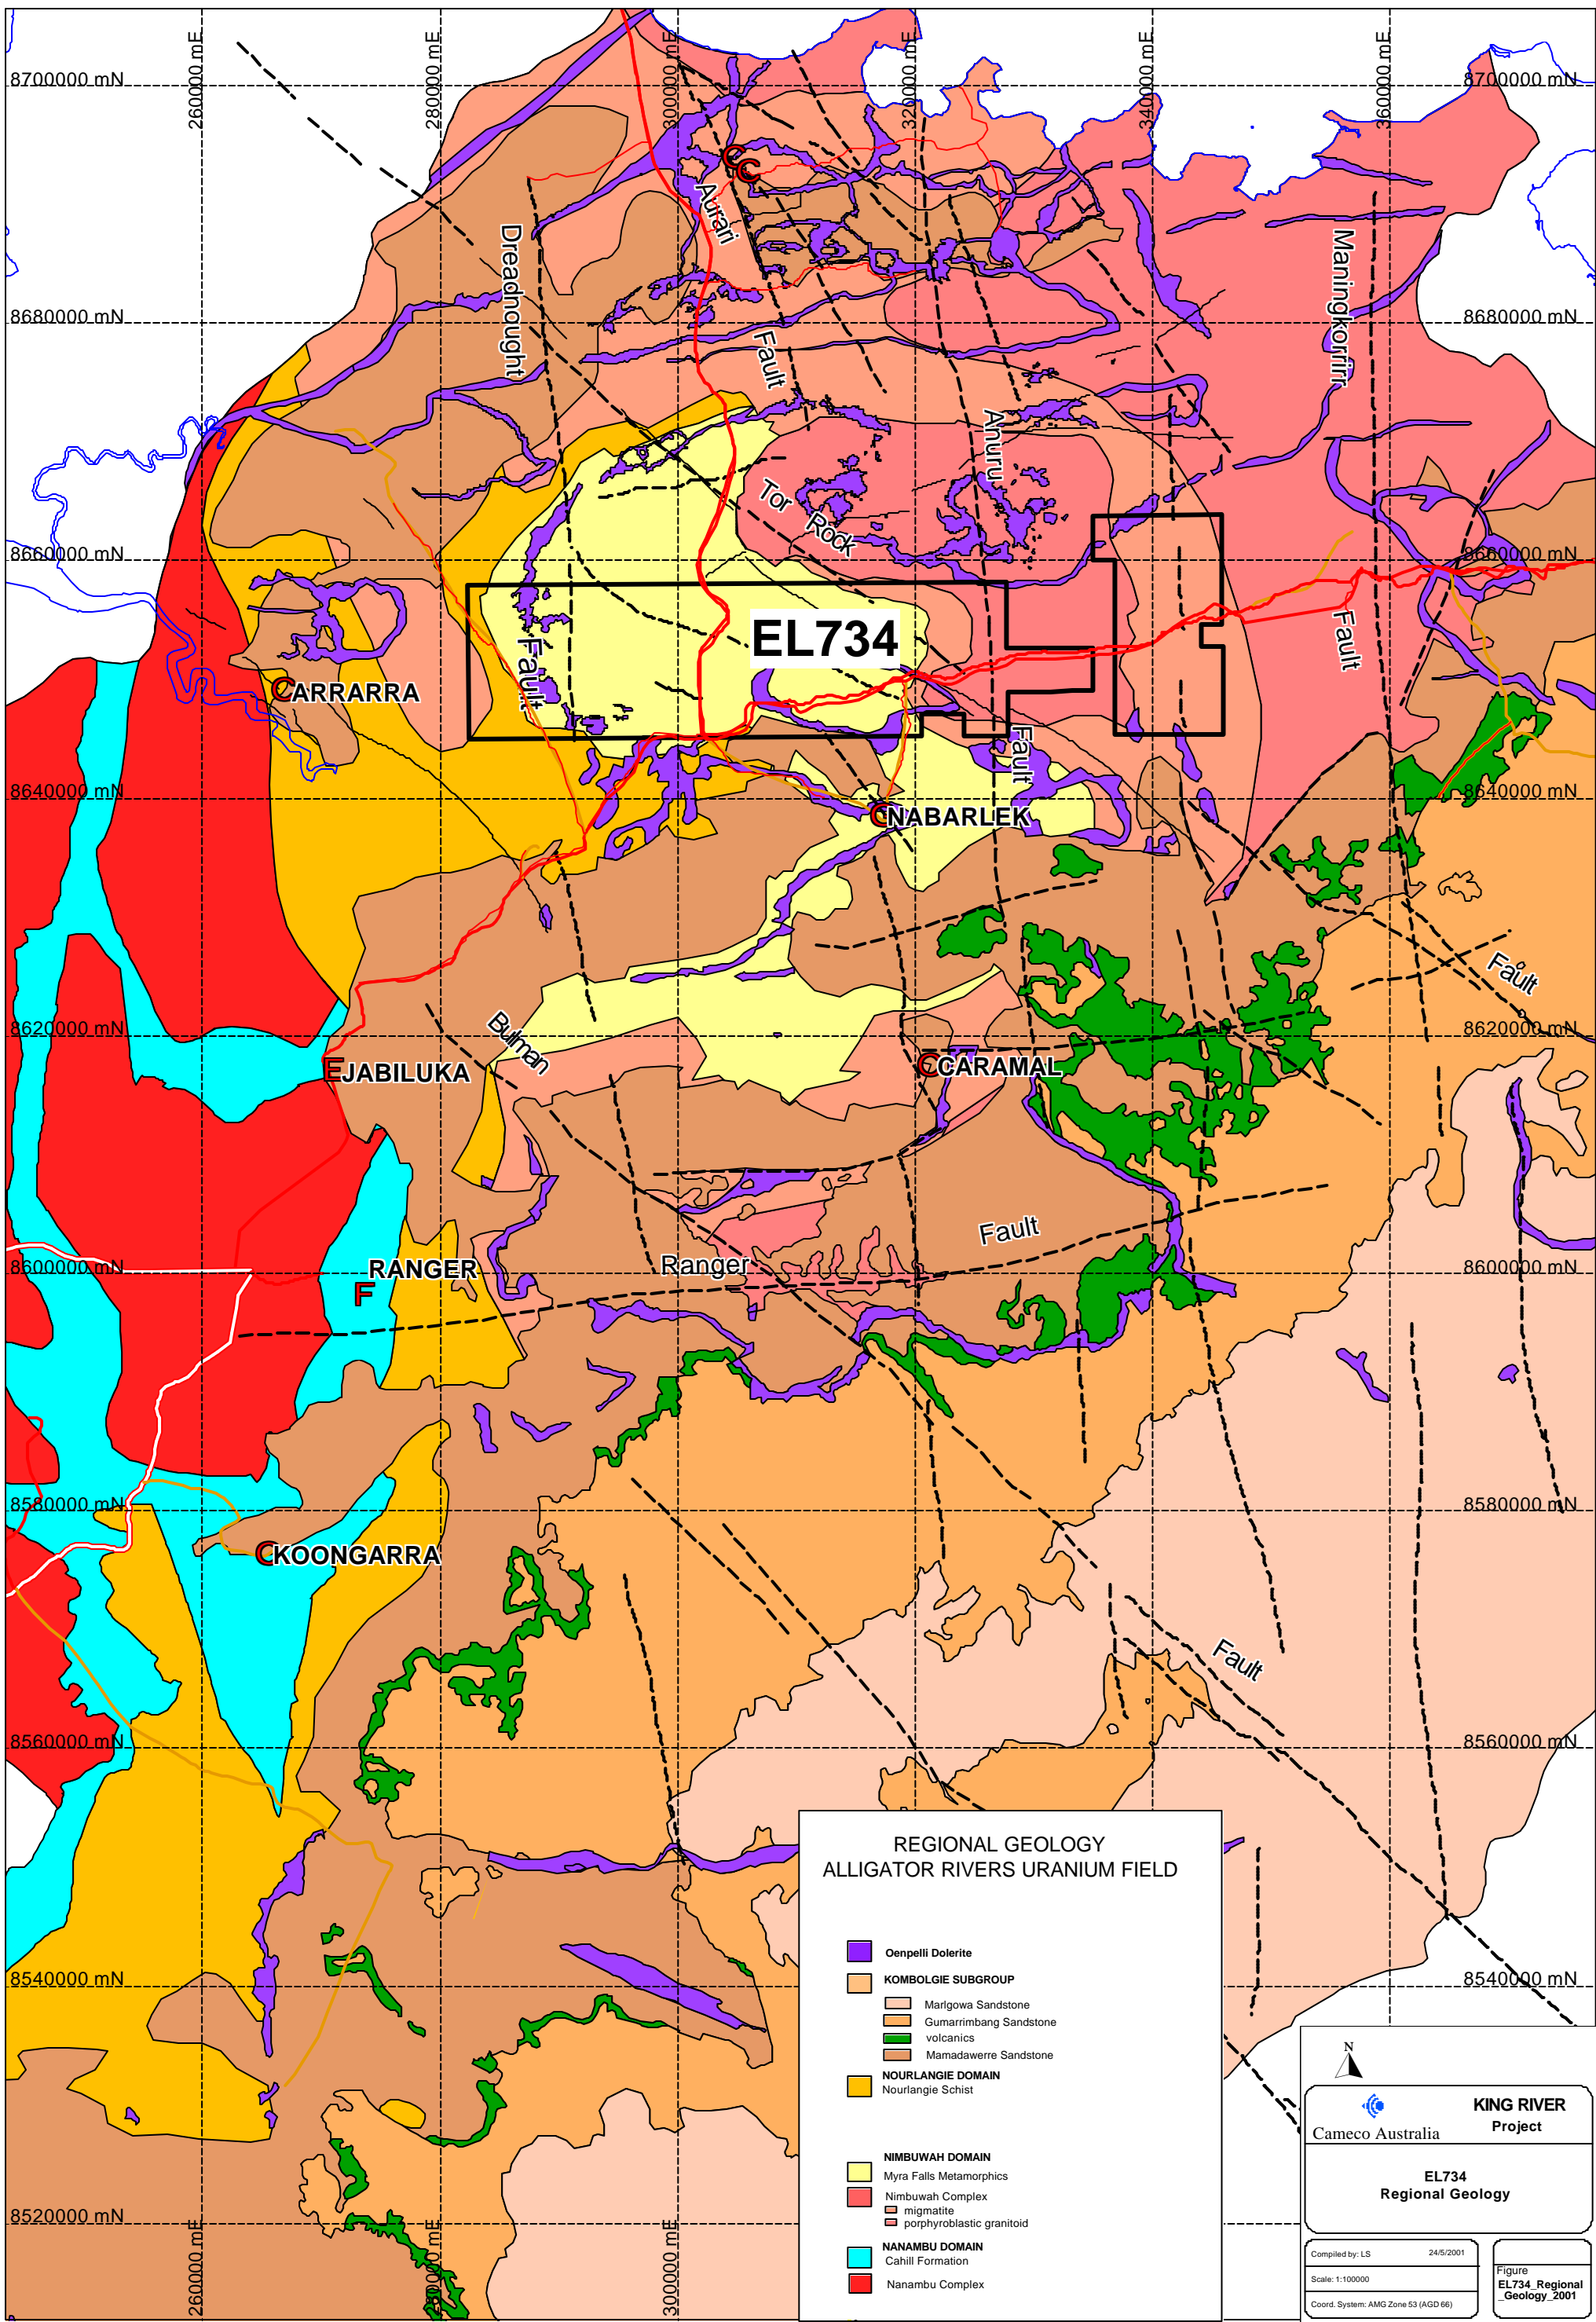 260000 mE
280000 mE
300000 mE
320000 mE
340000 mE
360000 mE
8700000 mN
8700000 mN
C
C
Aurari
Dreadnought
Maningkorirr
8680000 mN
8680000 mN
Fault
Anuru
Tor Rock
8660000 mN
8660000 mN
EL734
Fault
Fault
CARRARRA
Fault
8640000 mN
8640000 mN
C NABARLEK
Fault
8620000 mN
8620000 mN
Bulman
E JABILUKA
C CARAMAL
Fault
RANGER
Ranger
8600000 mN
8600000 mN
F
8580000 mN
8580000 mN
C KOONGARRA
Fault
8560000 mN
8560000 mN
REGIONAL GEOLOGY
ALLIGATOR RIVERS URANIUM FIELD
Oenpelli Dolerite
KOMBOLGIE SUBGROUP
Marlgowa Sandstone
Gumarrimbang Sandstone
volcanics
Mamadawerre Sandstone
NOURLANGIE DOMAIN
Nourlangie Schist
NIMBUWAH DOMAIN
Myra Falls Metamorphics
Nimbuwah Complex
migmatite
porphyroblastic granitoid
NANAMBU DOMAIN
Cahill Formation
Nanambu Complex
8540000 mN
8540000 mN
8520000 mN
260000 mE
280000 mE
300000 mE
N
Cameco Australia
KING RIVER
Project
EL734
Regional Geology
Compiled by: LS 24/5/2001
Scale: 1:100000
Coord. System: AMG Zone 53 (AGD 66)
Figure
EL734_Regional
_Geology_2001